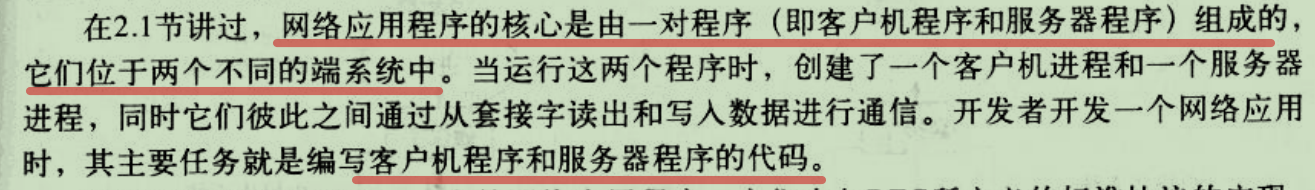 在2.1节讲过，网络应用程序的核心是由一对程序（即客户机程序和服务器程序）组成的，
它们位于两个不同的端系统中。当运行这两个程序时，创建了一个客户机进程和一个服务器
进程，同时它们彼此之间通过从套接字读出和写入数据进行通信。开发者开发一个网络应用
时，其主要任务就是编写客户机程序和服务器程序的代码。